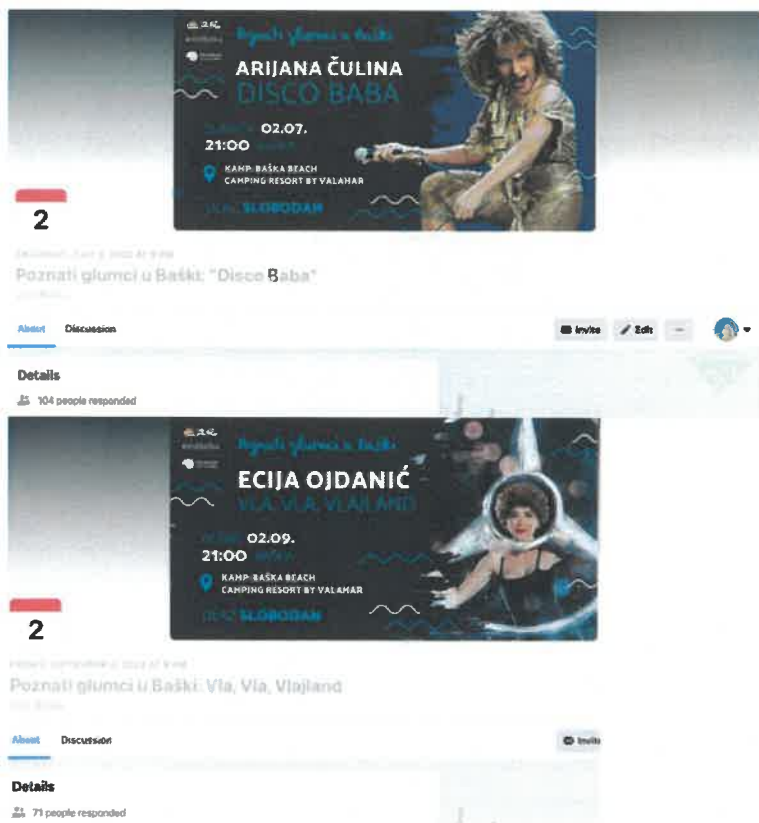 Poznati glumci u Baški
ARIJANA ČULINA
DISCO BABA
02.07.
21:00
KAMP BAŠKA BEACH
CAMPING RESORT BY VALAMAR
ULAZ SLOBODAN
2
Poznati glumci u Baški: "Disco Baba"
About Discussion Invite Edit
Details
104 people responded
Poznati glumci u Baški
ECIJA OJDANIĆ
VLA, VLA, VLAJLAND
02.09.
21:00
KAMP BAŠKA BEACH
CAMPING RESORT BY VALAMAR
ULAZ SLOBODAN
2
Poznati glumci u Baški: Vla, Vla, Vlajland
About Discussion Invite
Details
71 people responded